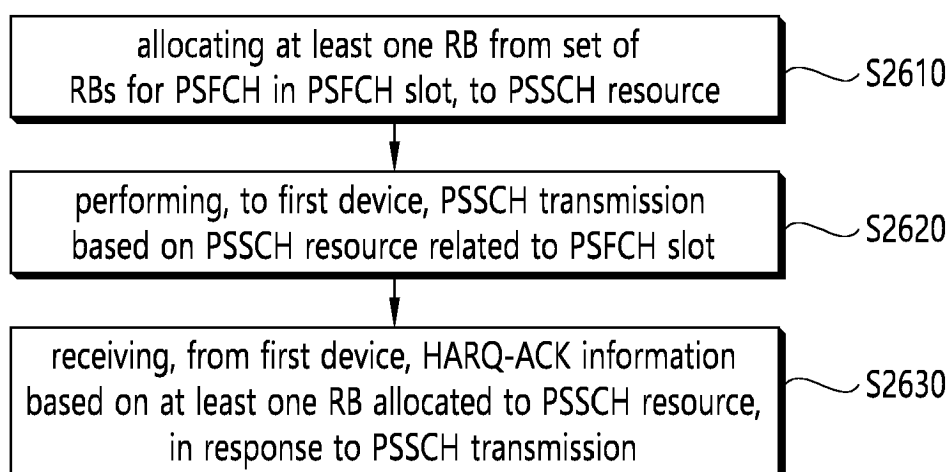 allocating at least one RB from set of
RBs for PSFCH in PSFCH slot, to PSSCH resource
S2610
performing, to first device, PSSCH transmission
based on PSSCH resource related to PSFCH slot
S2620
receiving, from first device, HARQ-ACK information
based on at least one RB allocated to PSSCH resource,
in response to PSSCH transmission
S2630